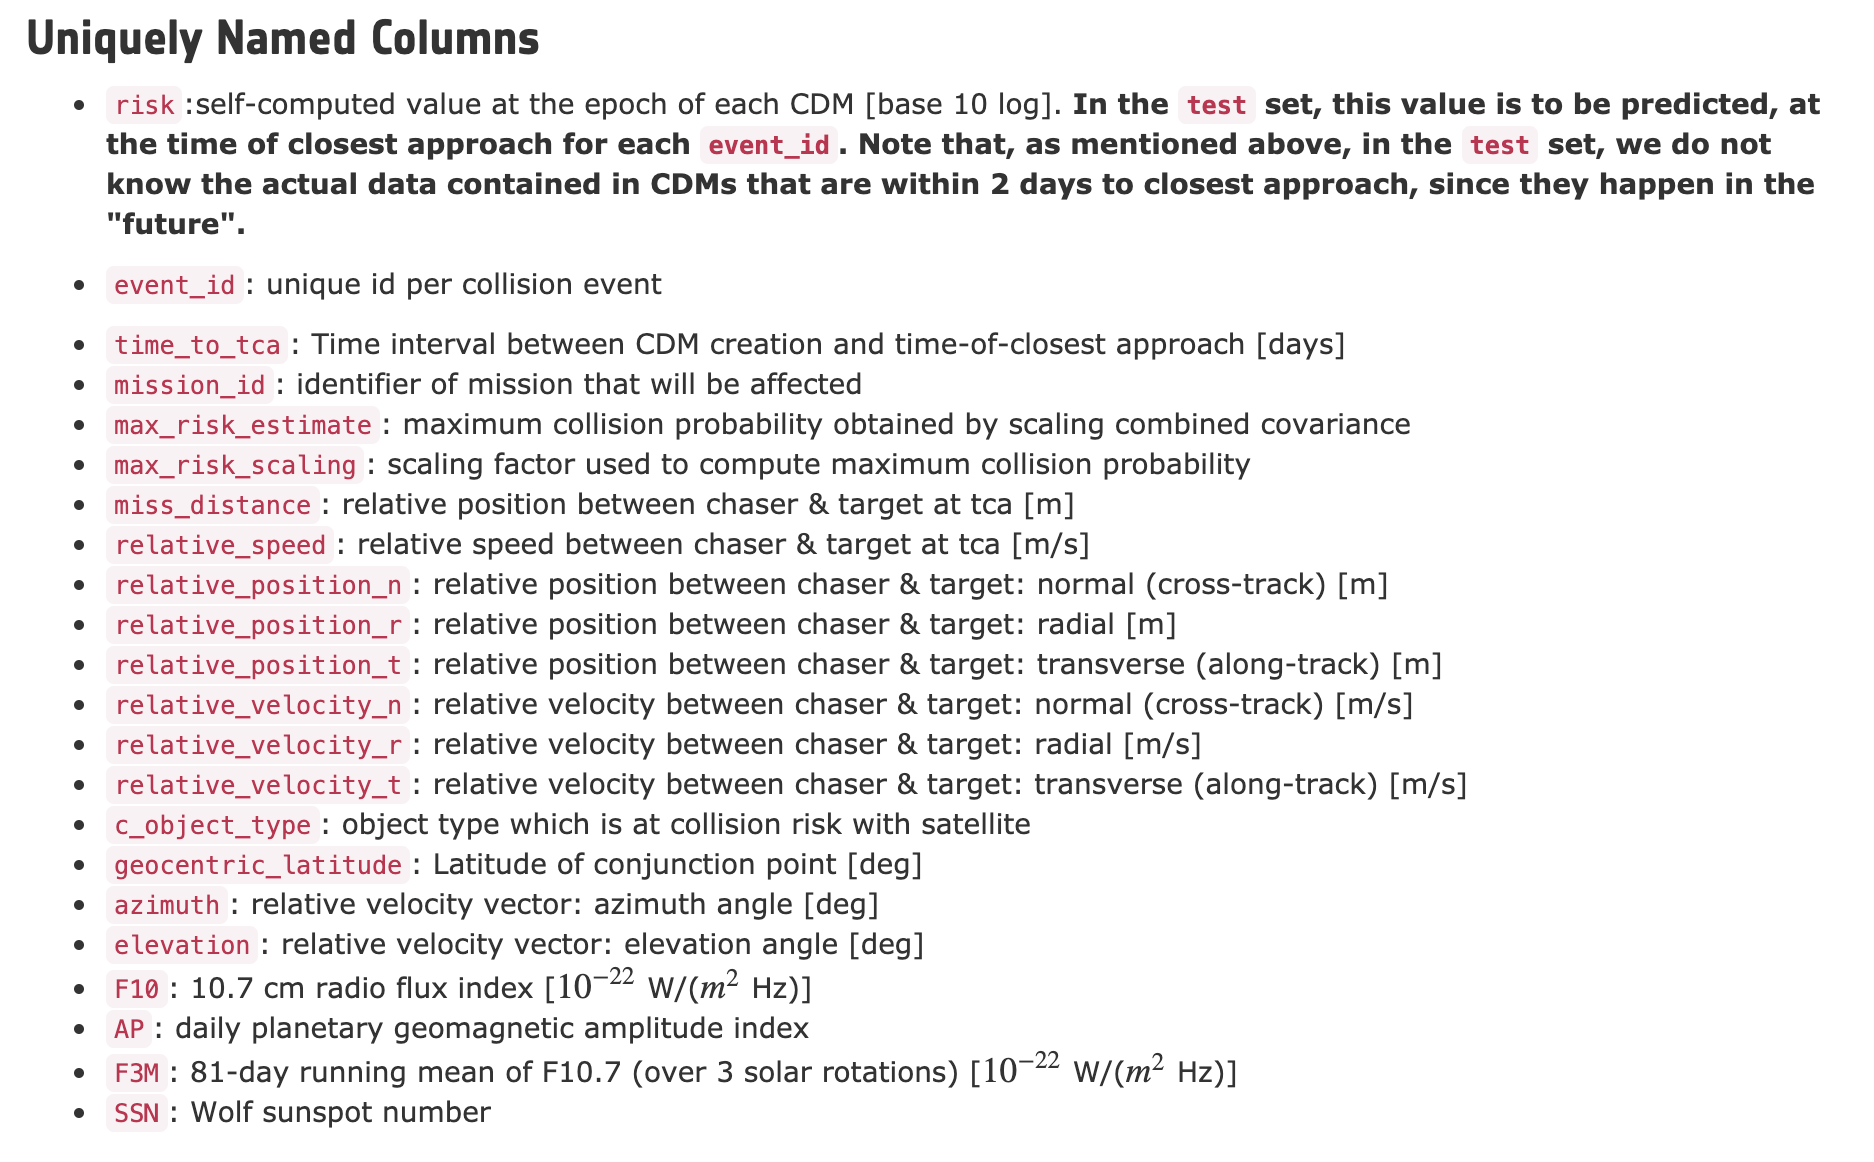 Uniquely Named Columns
• risk :self-computed value at the epoch of each CDM [base 10 log]. In the test set, this value is to be predicted, at
the time of closest approach for each event_id. Note that, as mentioned above, in the test set, we do not
know the actual data contained in CDMs that are within 2 days to closest approach, since they happen in the
"future".
• event_id : unique id per collision event
• time_to_tca : Time interval between CDM creation and time-of-closest approach [days]
• mission_id : identifier of mission that will be affected
• max_risk_estimate : maximum collision probability obtained by scaling combined covariance
• max_risk_scaling : scaling factor used to compute maximum collision probability
• miss_distance : relative position between chaser & target at tca [m]
• relative_speed : relative speed between chaser & target at tca [m/s]
• relative_position_n : relative position between chaser & target: normal (cross-track) [m]
• relative_position_r : relative position between chaser & target: radial [m]
• relative_position_t : relative position between chaser & target: transverse (along-track) [m]
• relative_velocity_n : relative velocity between chaser & target: normal (cross-track) [m/s]
• relative_velocity_r : relative velocity between chaser & target: radial [m/s]
• relative_velocity_t : relative velocity between chaser & target: transverse (along-track) [m/s]
• c_object_type : object type which is at collision risk with satellite
• geocentric_latitude : Latitude of conjunction point [deg]
• azimuth : relative velocity vector: azimuth angle [deg]
• elevation : relative velocity vector: elevation angle [deg]
• F10 : 10.7 cm radio flux index [10⁻²² W/(m² Hz)]
• AP : daily planetary geomagnetic amplitude index
• F3M : 81-day running mean of F10.7 (over 3 solar rotations) [10⁻²² W/(m² Hz)]
• SSN : Wolf sunspot number